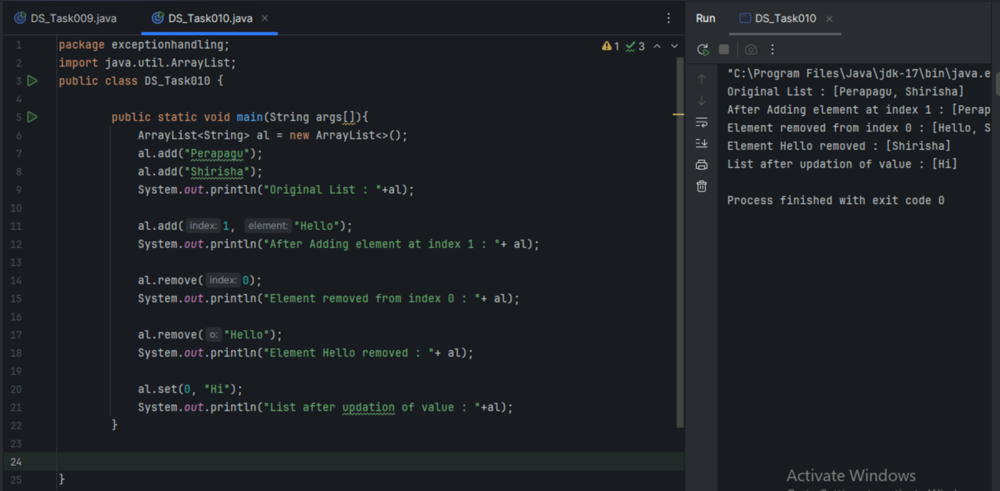 DS_Task009.java DS_Task010.java
1 package exceptionhandling;
2 import java.util.ArrayList;
3 public class DS_Task010 {
4
5 public static void main(String args[]){
6 ArrayList<String> al = new ArrayList<>();
7 al.add("Perapagu");
8 al.add("Shirisha");
9 System.out.println("Original List : "+al);
10
11 al.add( index: 1, element: "Hello");
12 System.out.println("After Adding element at index 1 : "+ al);
13
14 al.remove( index: 0);
15 System.out.println("Element removed from index 0 : "+ al);
16
17 al.remove( o: "Hello");
18 System.out.println("Element Hello removed : "+ al);
19
20 al.set(0, "Hi");
21 System.out.println("List after updation of value : "+al);
22 }
23
24
25 }
1 3
Run DS_Task010
"C:\Program Files\Java\jdk-17\bin\java.e
Original List : [Perapagu, Shirisha]
After Adding element at index 1 : [Perap
Element removed from index 0 : [Hello, S
Element Hello removed : [Shirisha]
List after updation of value : [Hi]
Process finished with exit code 0
Activate Windows